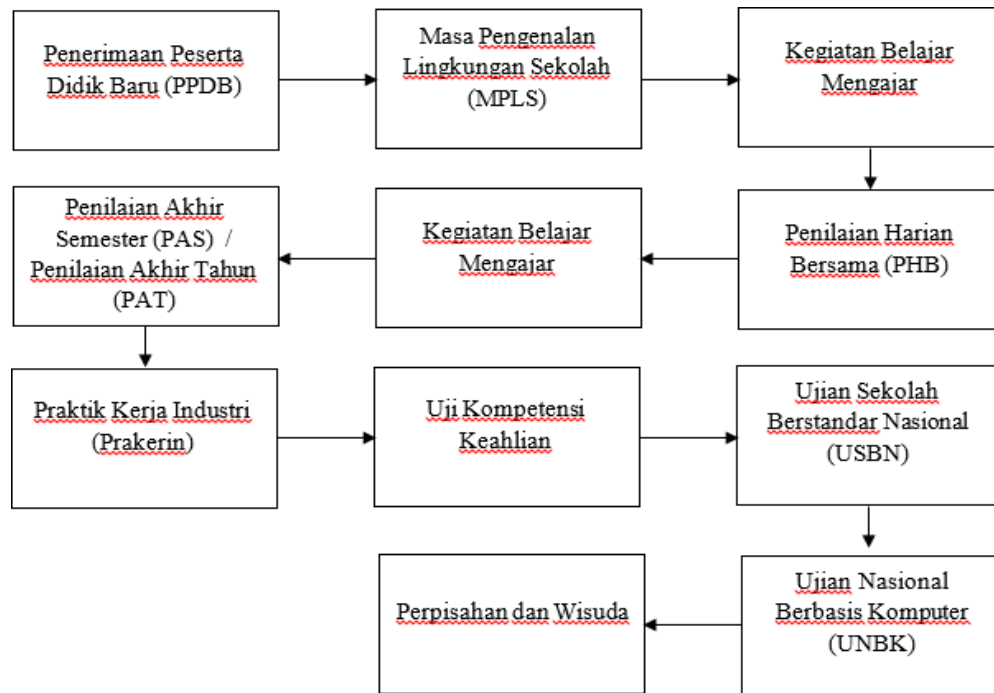 Penerimaan Peserta
Didik Baru (PPDB)
Masa Pengenalan
Lingkungan Sekolah
(MPLS)
Kegiatan Belajar
Mengajar
Penilaian Harian
Bersama (PHB)
Kegiatan Belajar
Mengajar
Penilaian Akhir
Semester (PAS)  /
Penilaian Akhir Tahun
(PAT)
Praktik Kerja Industri
(Prakerin)
Uji Kompetensi
Keahlian
Ujian Sekolah
Berstandar Nasional
(USBN)
Ujian Nasional
Berbasis Komputer
(UNBK)
Perpisahan dan Wisuda